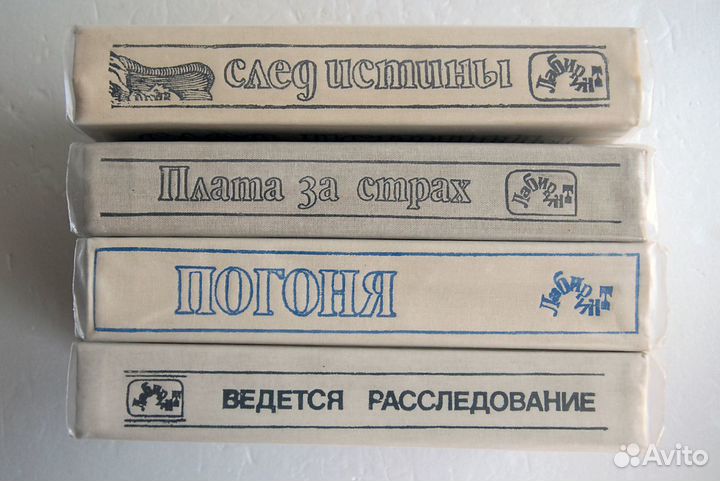 след истины
Лабиринт
Плата за страх
Лабиринт
ПОГОНЯ
Лабиринт
Лабиринт
ВЕДЕТСЯ РАССЛЕДОВАНИЕ
Avito